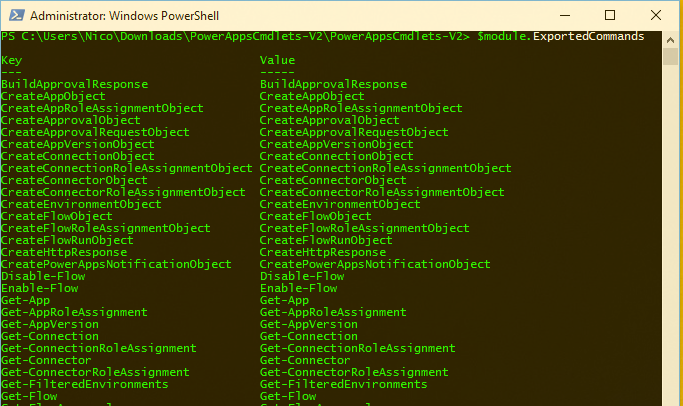 Administrator: Windows PowerShell
PS C:\Users\Nico\Downloads\PowerAppsCmdlets-V2\PowerAppsCmdlets-V2> $module.ExportedCommands
Key Value
--- -----
BuildApprovalResponse BuildApprovalResponse
CreateAppObject CreateAppObject
CreateAppRoleAssignmentObject CreateAppRoleAssignmentObject
CreateApprovalObject CreateApprovalObject
CreateApprovalRequestObject CreateApprovalRequestObject
CreateAppVersionObject CreateAppVersionObject
CreateConnectionObject CreateConnectionObject
CreateConnectionRoleAssignmentObject CreateConnectionRoleAssignmentObject
CreateConnectorObject CreateConnectorObject
CreateConnectorRoleAssignmentObject CreateConnectorRoleAssignmentObject
CreateEnvironmentObject CreateEnvironmentObject
CreateFlowObject CreateFlowObject
CreateFlowRoleAssignmentObject CreateFlowRoleAssignmentObject
CreateFlowRunObject CreateFlowRunObject
CreateHttpResponse CreateHttpResponse
CreatePowerAppsNotificationObject CreatePowerAppsNotificationObject
Disable-Flow Disable-Flow
Enable-Flow Enable-Flow
Get-App Get-App
Get-AppRoleAssignment Get-AppRoleAssignment
Get-AppVersion Get-AppVersion
Get-Connection Get-Connection
Get-ConnectionRoleAssignment Get-ConnectionRoleAssignment
Get-Connector Get-Connector
Get-ConnectorRoleAssignment Get-ConnectorRoleAssignment
Get-FilteredEnvironments Get-FilteredEnvironments
Get-Flow Get-Flow